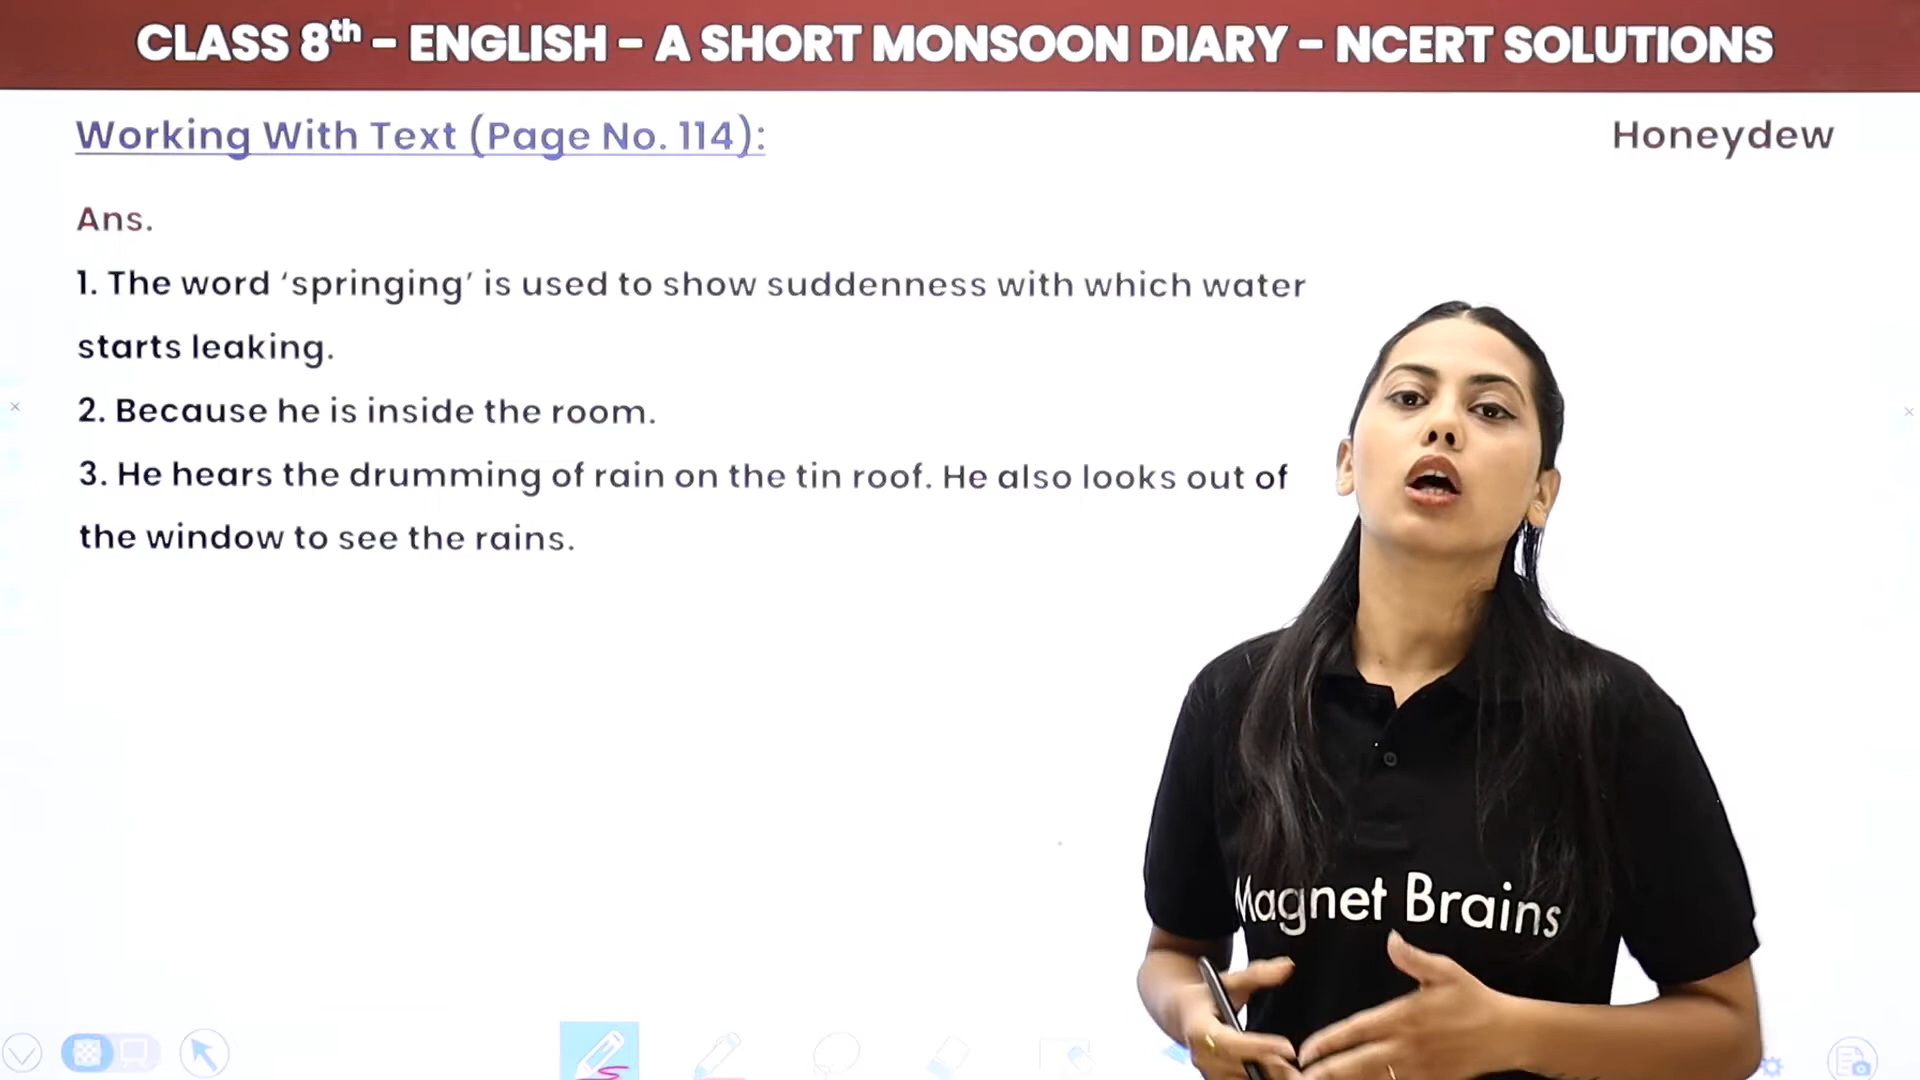 CLASS 8th – ENGLISH – A SHORT MONSOON DIARY – NCERT SOLUTIONS
Working With Text (Page No. 114):
Honeydew
Ans.
1. The word ‘springing’ is used to show suddenness with which water
starts leaking.
2. Because he is inside the room.
3. He hears the drumming of rain on the tin roof. He also looks out of
the window to see the rains.
Magnet Brains